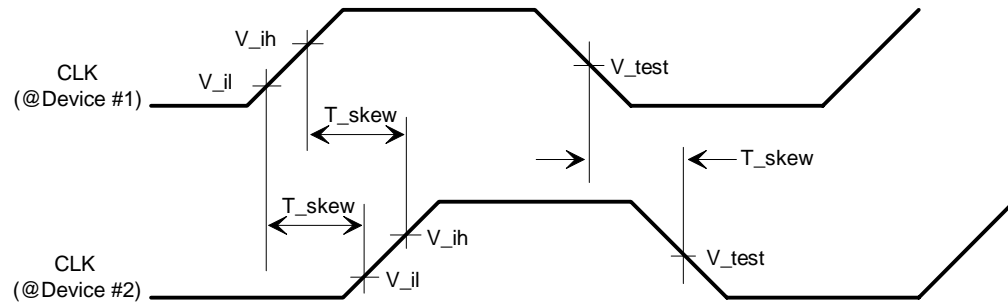 V_ih
V_test
CLK
(@Device #1)
V_il
T_skew
T_skew
T_skew
V_ih
V_test
CLK
(@Device #2)
V_il